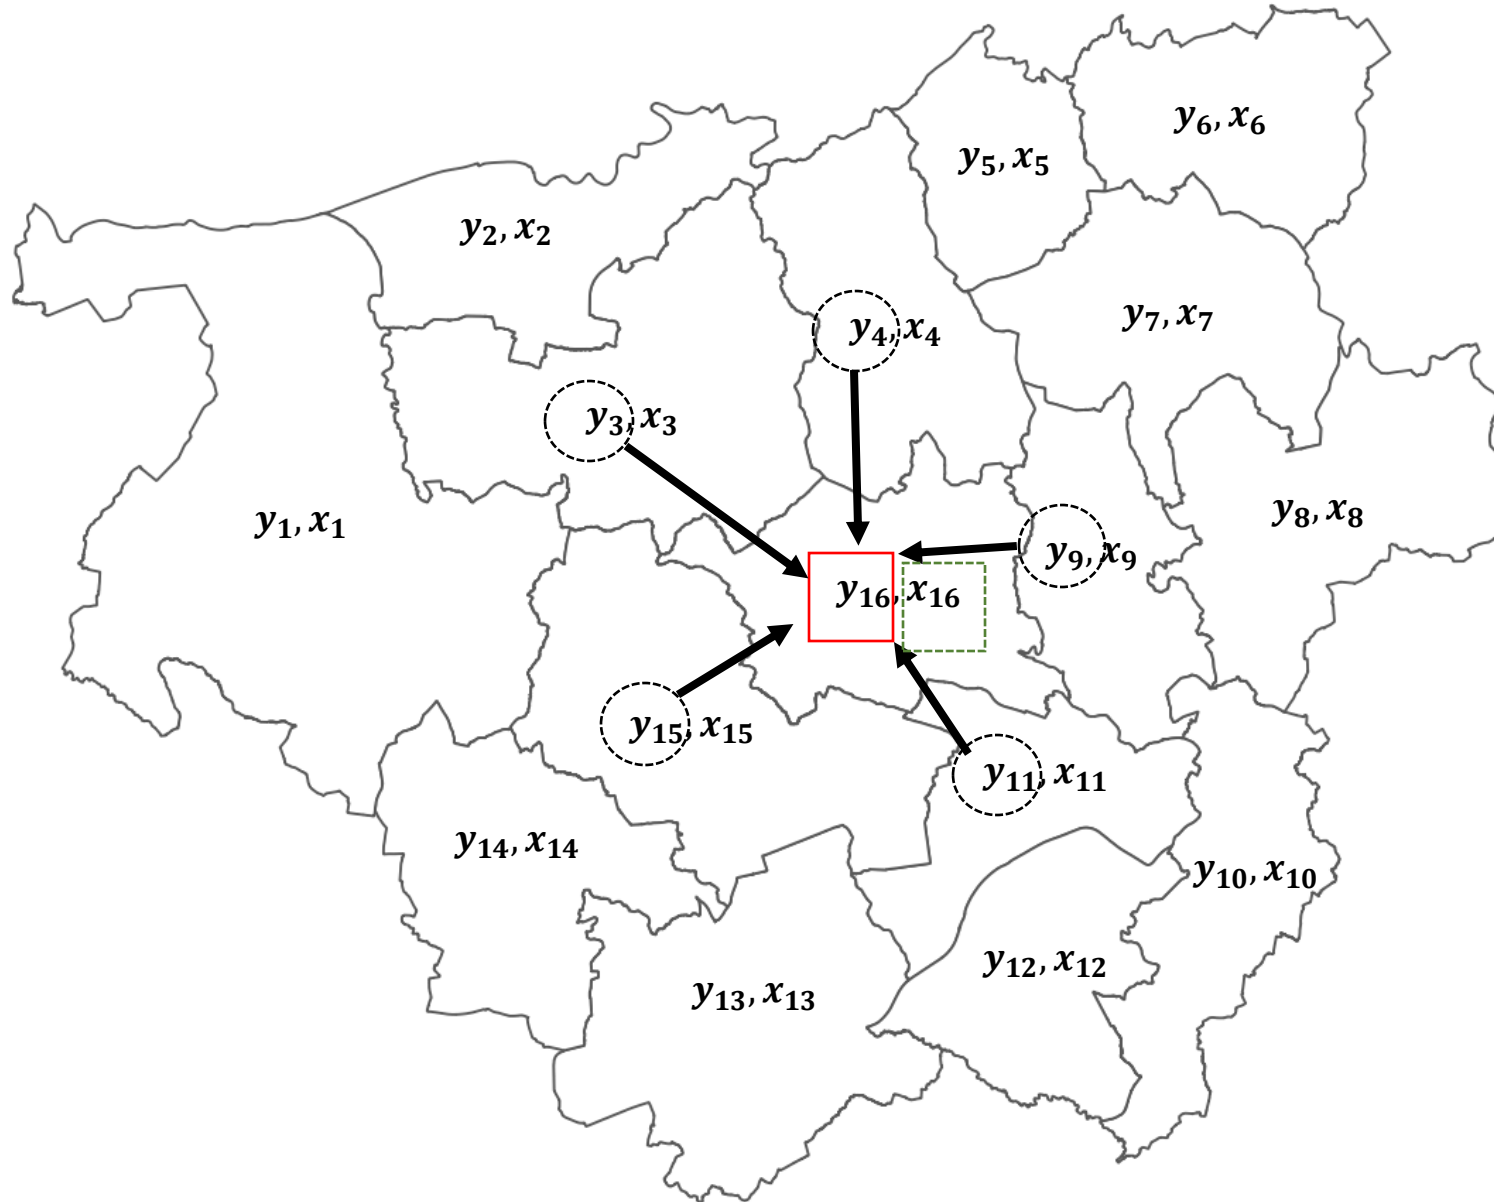 y₆, x₆
y₅, x₅
y₂, x₂
y₇, x₇
y₄, x₄
y₃, x₃
y₈, x₈
y₁, x₁
y₉, x₉
y₁₆, x₁₆
y₁₅, x₁₅
y₁₁, x₁₁
y₁₄, x₁₄
y₁₀, x₁₀
y₁₂, x₁₂
y₁₃, x₁₃